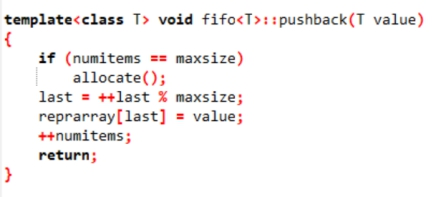 template<class T> void fifo<T>::pushback(T value)
{
if (numitems == maxsize)
allocate();
last = ++last % maxsize;
reprarray[last] = value;
++numitems;
return;
}